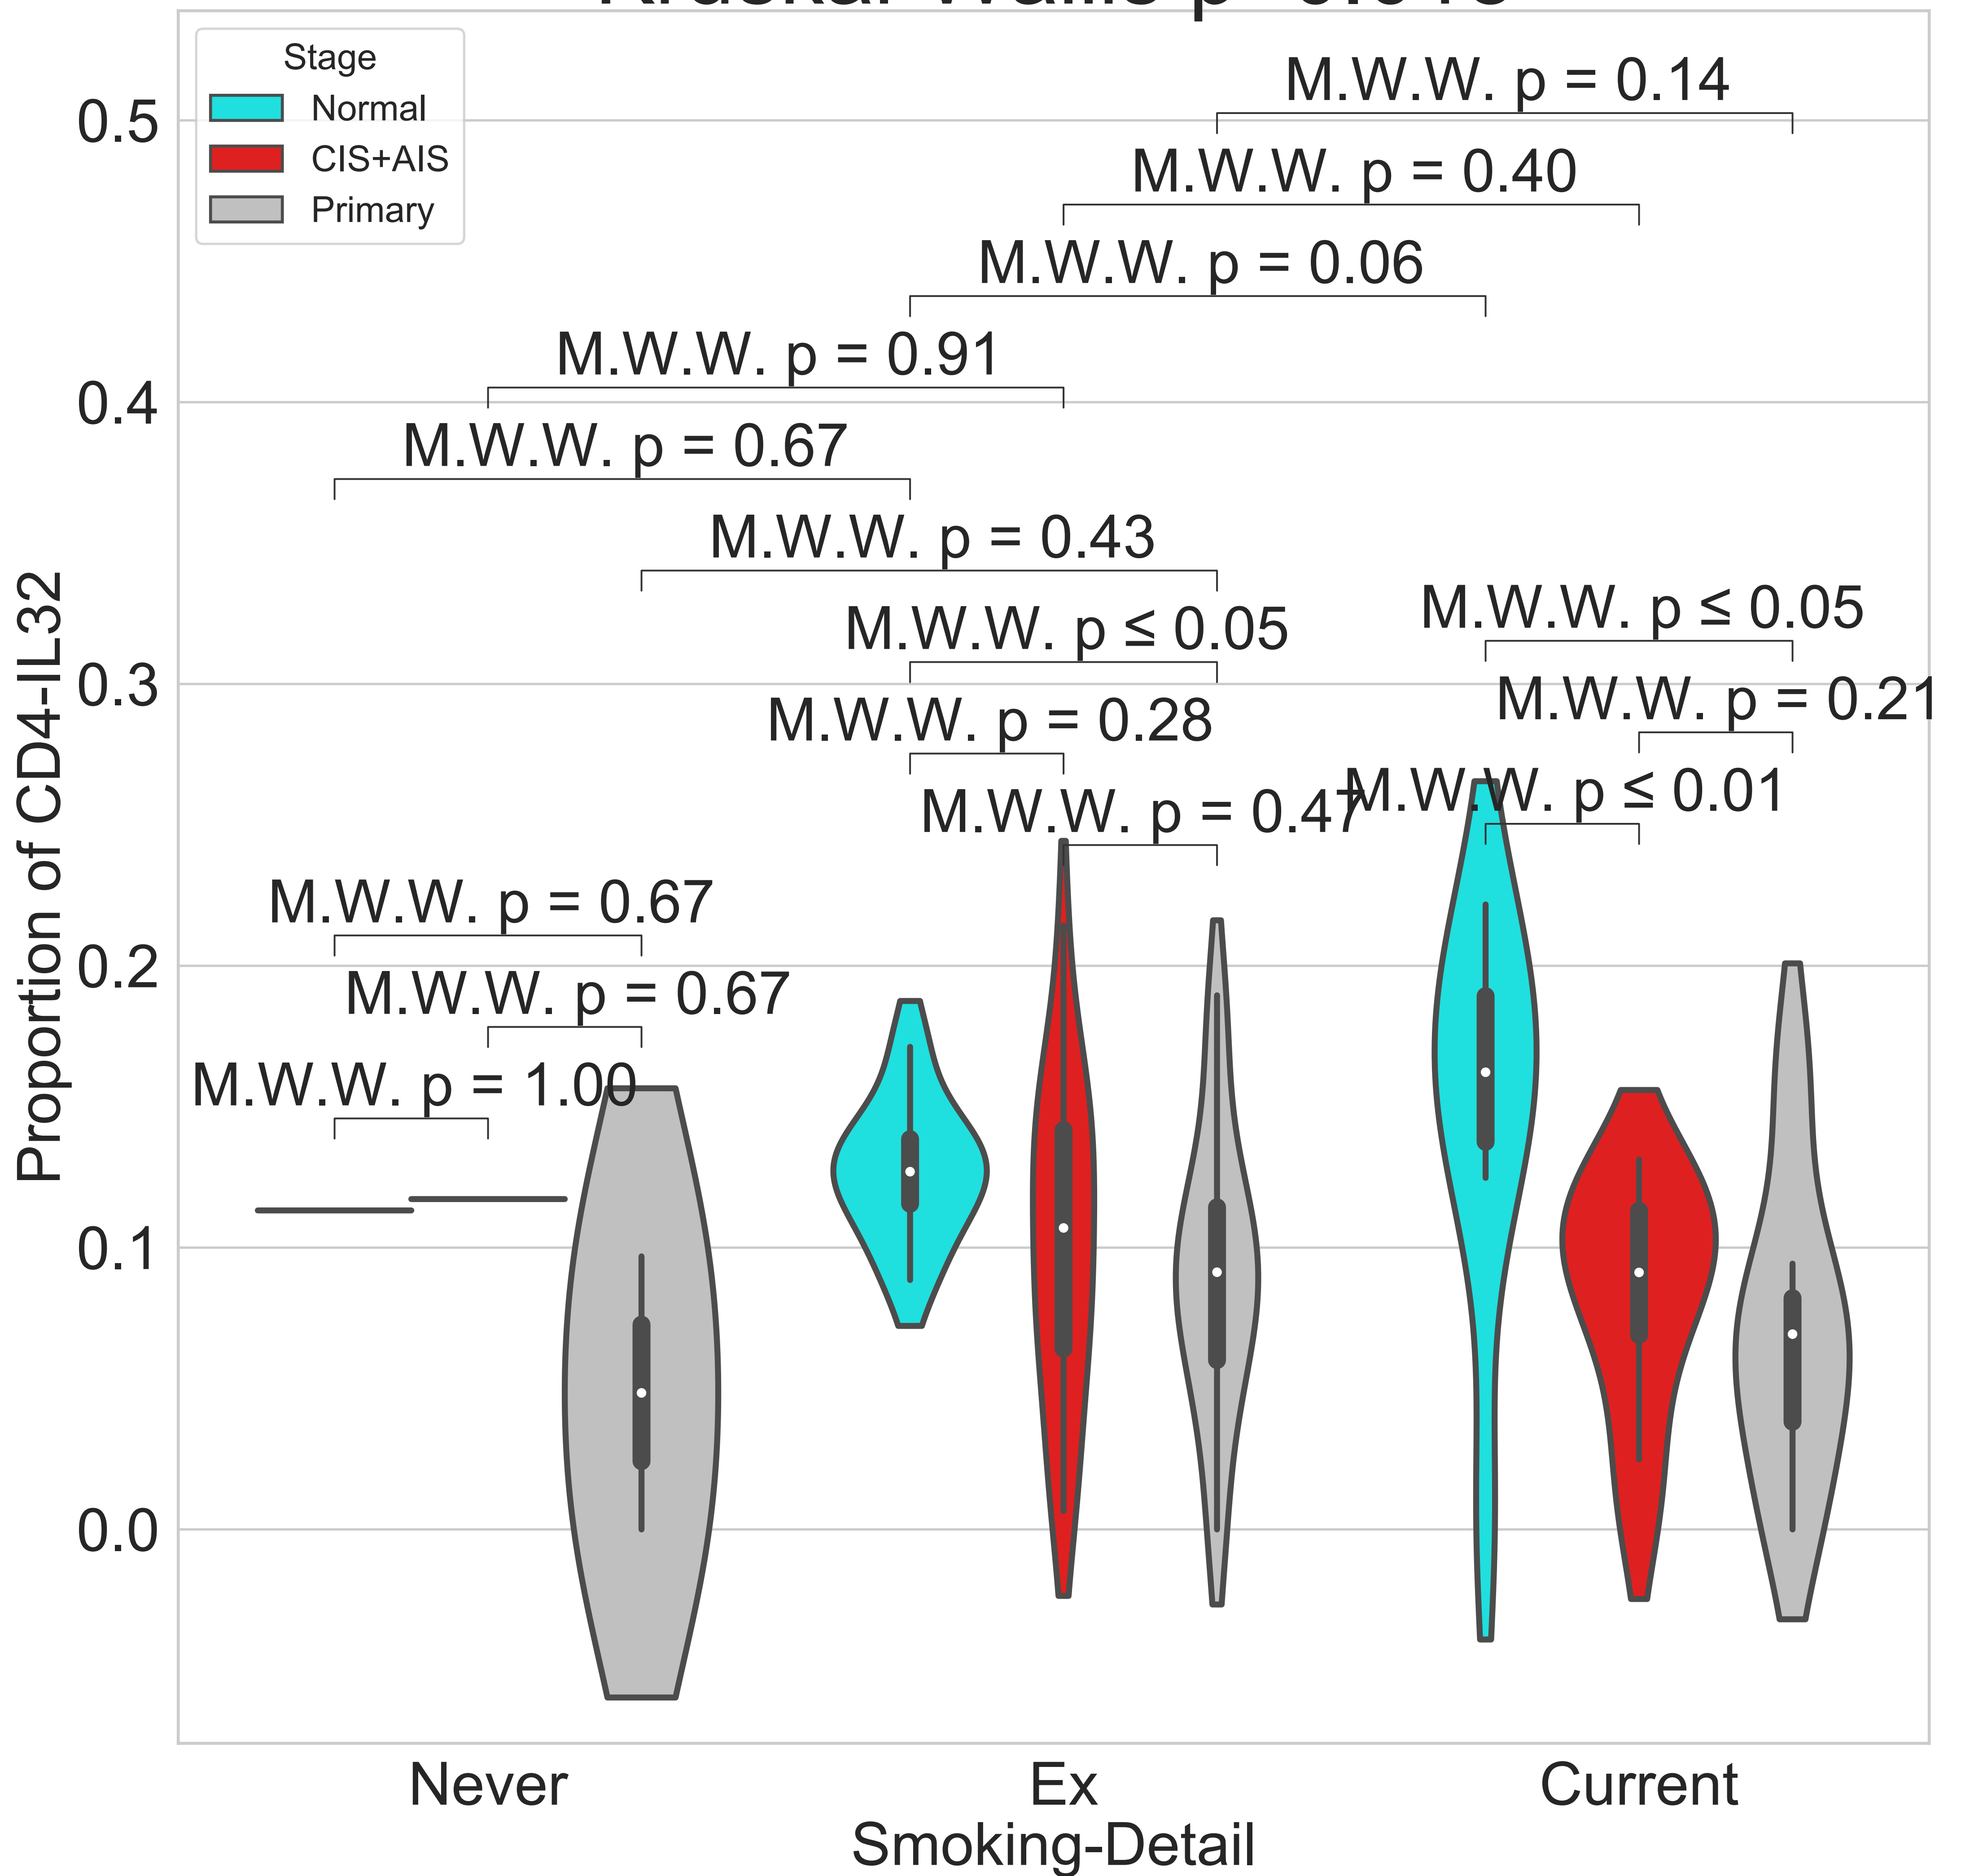 Stage
Normal
CIS+AIS
Primary
M.W.W. p = 0.14
M.W.W. p = 0.40
M.W.W. p = 0.06
M.W.W. p = 0.91
M.W.W. p = 0.67
M.W.W. p = 0.43
M.W.W. p ≤ 0.05
M.W.W. p ≤ 0.05
M.W.W. p = 0.28
M.W.W. p = 0.21
M.W.W. p = 0.47
M.W.W. p ≤ 0.01
M.W.W. p = 0.67
M.W.W. p = 0.67
M.W.W. p = 1.00
0.5
0.4
0.3
0.2
0.1
0.0
Proportion of CD4-IL32
Never
Ex
Current
Smoking-Detail